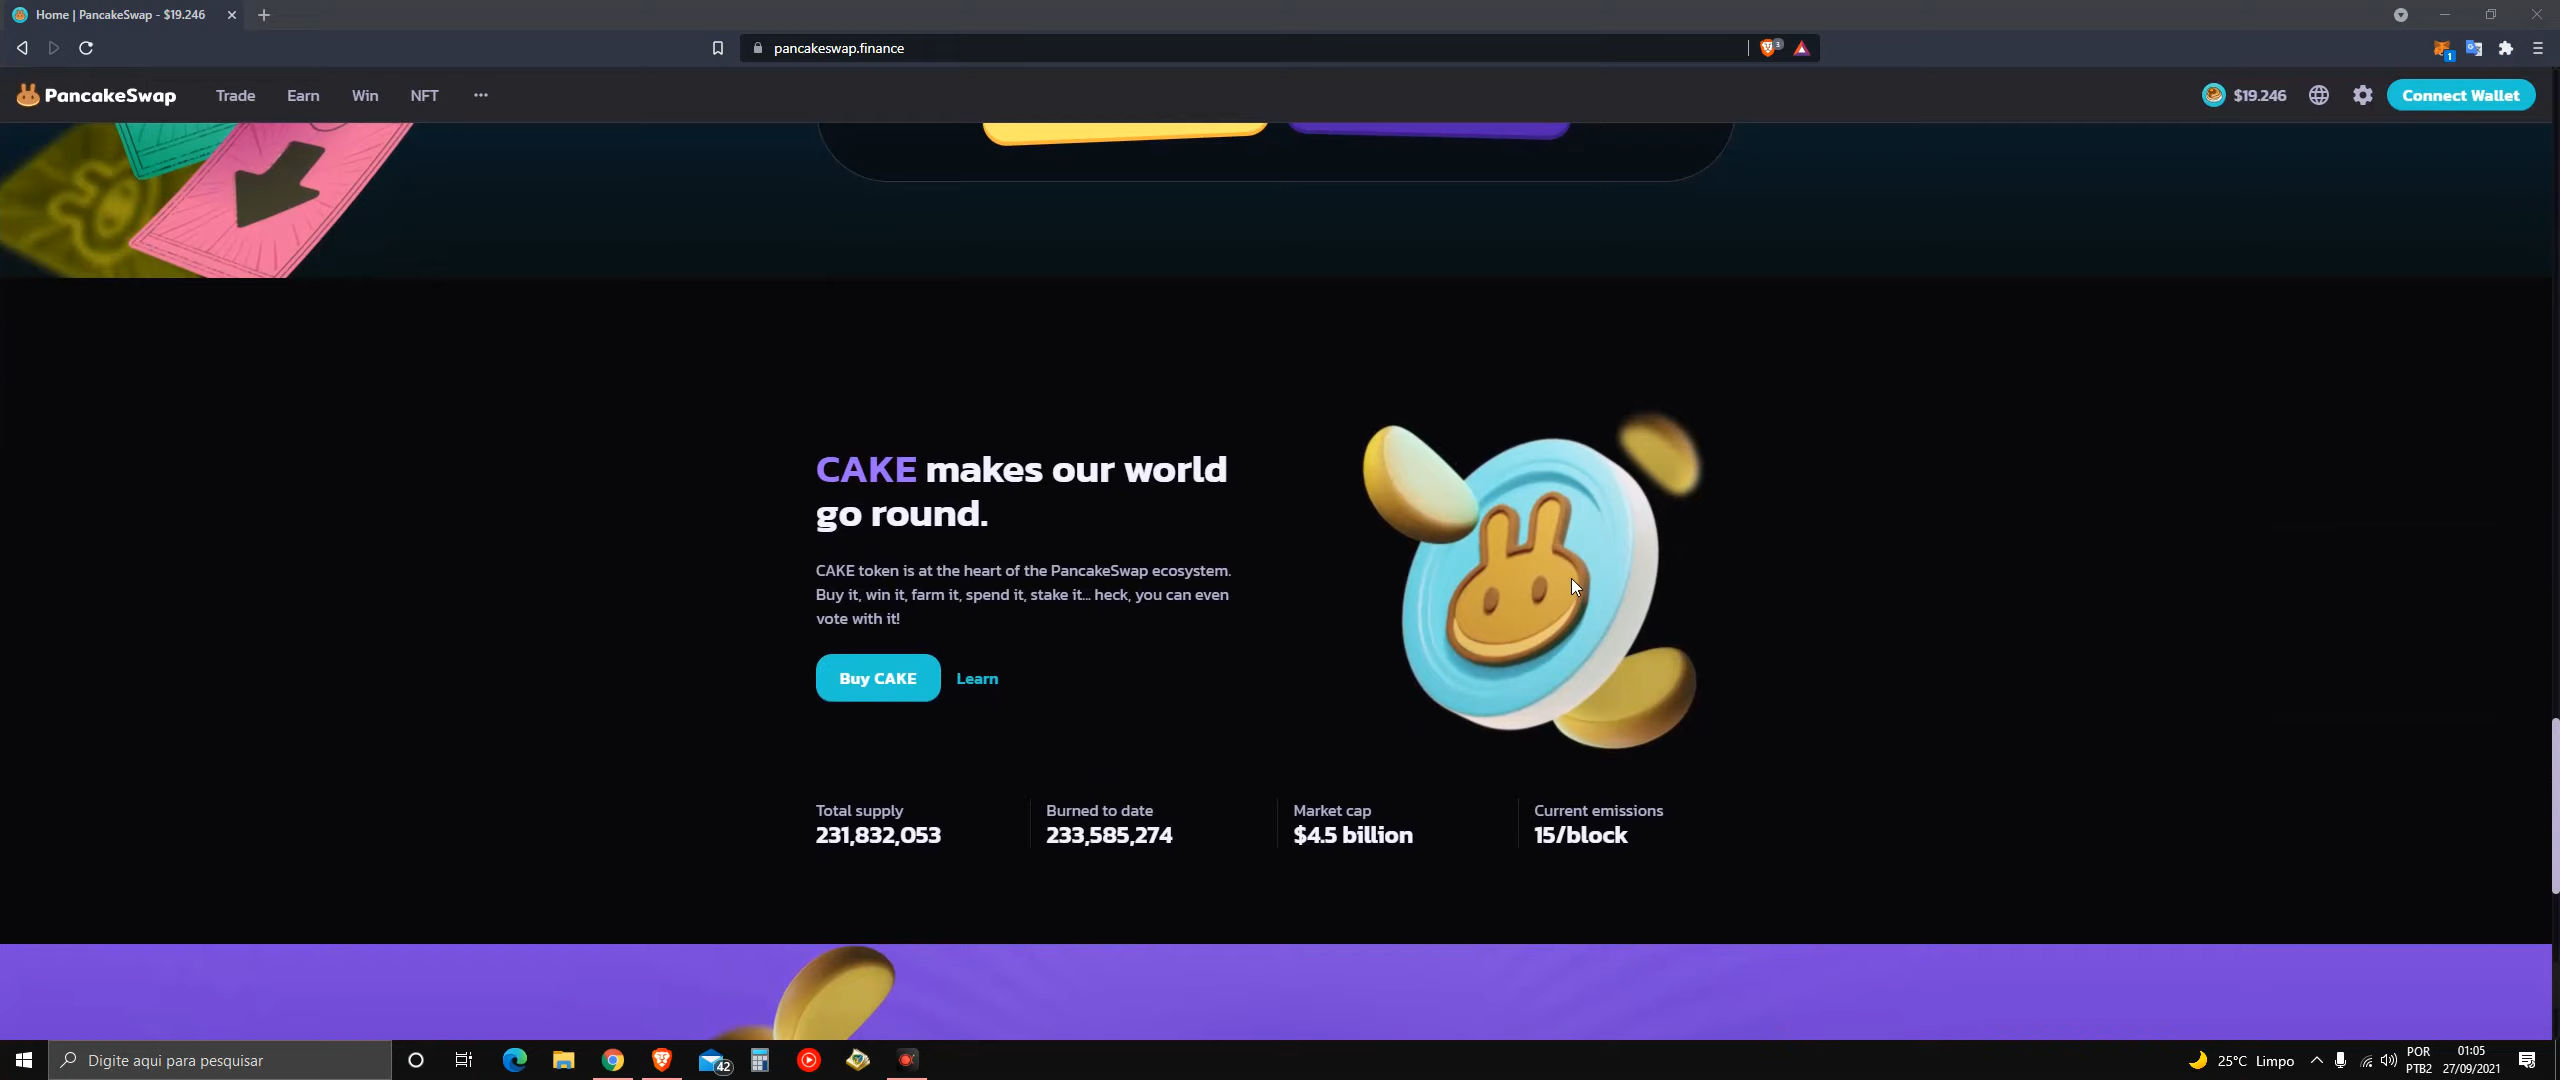 Home | PancakeSwap - $19.246
pancakeswap.finance
3
1
PancakeSwap
Trade
Earn
Win
NFT
$19.246
Connect Wallet
CAKE makes our world
go round.
CAKE token is at the heart of the PancakeSwap ecosystem.
Buy it, win it, farm it, spend it, stake it... heck, you can even
vote with it!
Buy CAKE
Learn
Total supply
231,832,053
Burned to date
233,585,274
Market cap
$4.5 billion
Current emissions
15/block
Digite aqui para pesquisar
42
25°C Limpo
POR
PTB2
01:05
27/09/2021